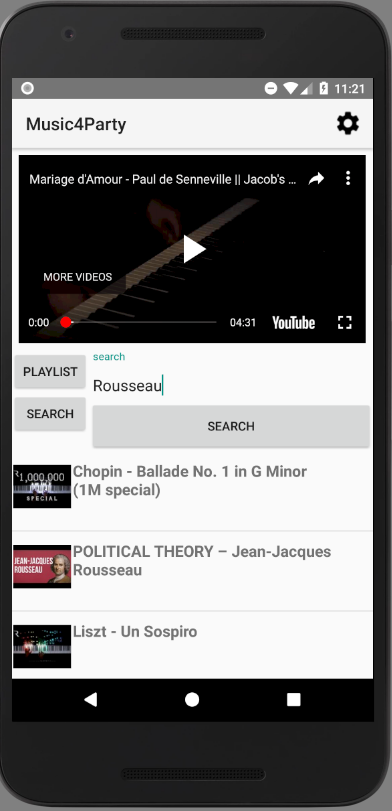 11:21
Music4Party
Mariage d'Amour - Paul de Senneville || Jacob's ...
MORE VIDEOS
0:00
04:31
YouTube
PLAYLIST
search
Rousseau
SEARCH
SEARCH
1,000,000
SPECIAL
Chopin - Ballade No. 1 in G Minor
(1M special)
JEAN-JACQUES
ROUSSEAU
POLITICAL THEORY – Jean-Jacques
Rousseau
Liszt - Un Sospiro